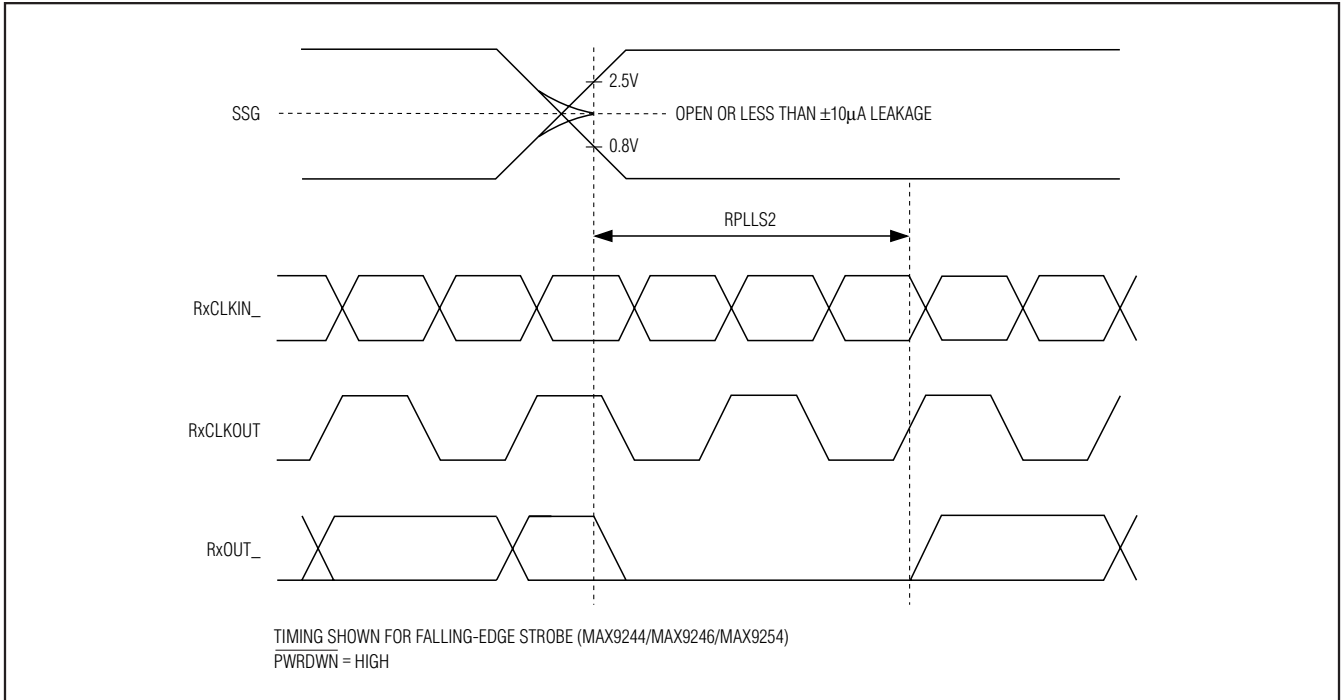 2.5V
SSG
OPEN OR LESS THAN ±10μA LEAKAGE
0.8V
RPLLS2
RxCLKIN_
RxCLKOUT
RxOUT_
TIMING SHOWN FOR FALLING-EDGE STROBE (MAX9244/MAX9246/MAX9254)
PWRDWN = HIGH